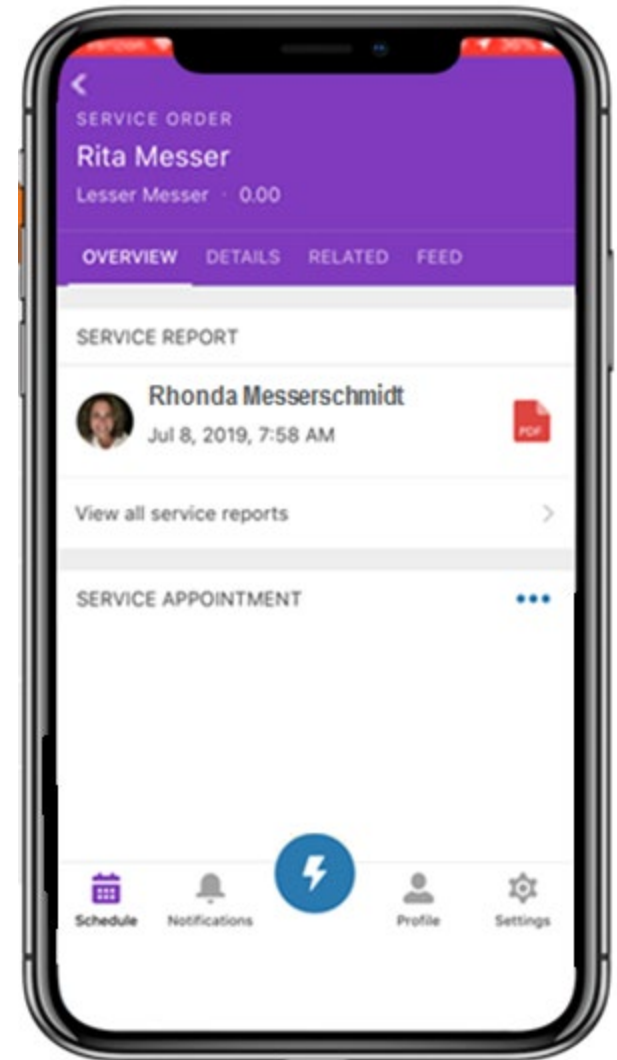 SERVICE ORDER
Rita Messer
Lesser Messer · 0.00
OVERVIEW DETAILS RELATED FEED
SERVICE REPORT
Rhonda Messerschmidt
Jul 8, 2019, 7:58 AM
PDF
View all service reports
SERVICE APPOINTMENT
Schedule Notifications Profile Settings